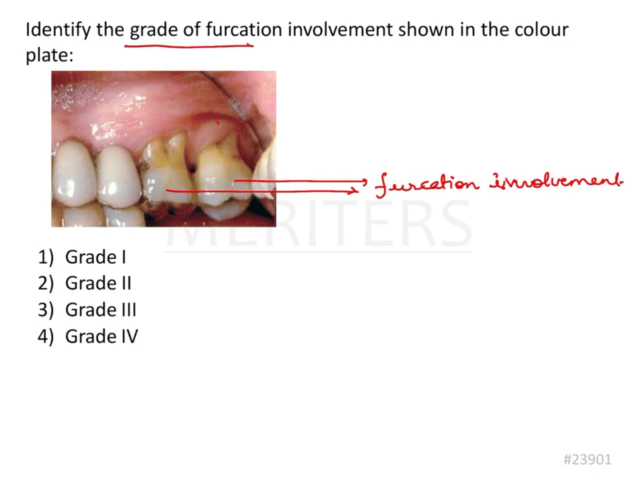 Identify the grade of furcation involvement shown in the colour
plate:
furcation involvement
MERITERS
1) Grade I
2) Grade II
3) Grade III
4) Grade IV
#23901